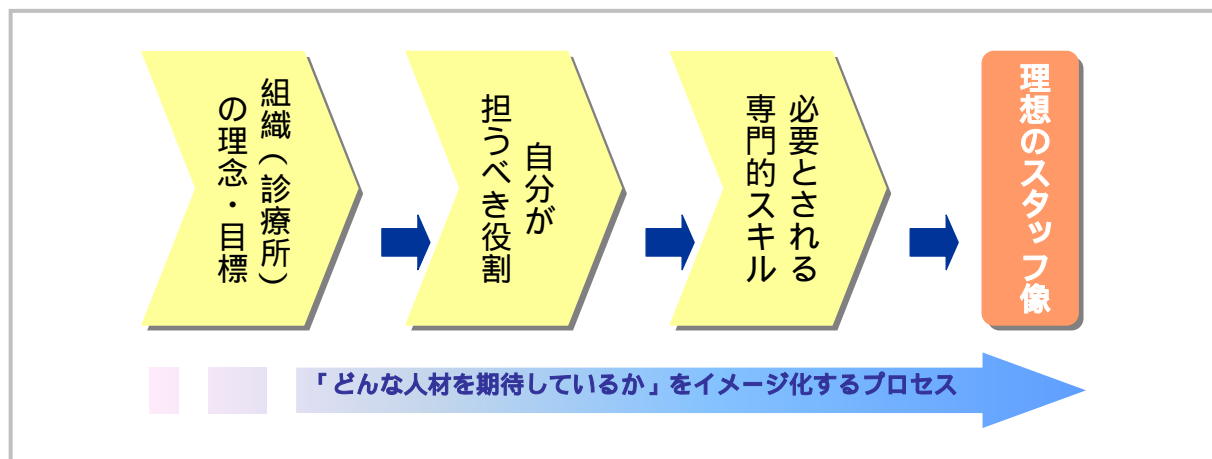 組織(診療所)
の理念・目標
自分が
担うべき役割
必要とされる
専門的スキル
理想のスタッフ像
「どんな人材を期待しているか」をイメージ化するプロセス